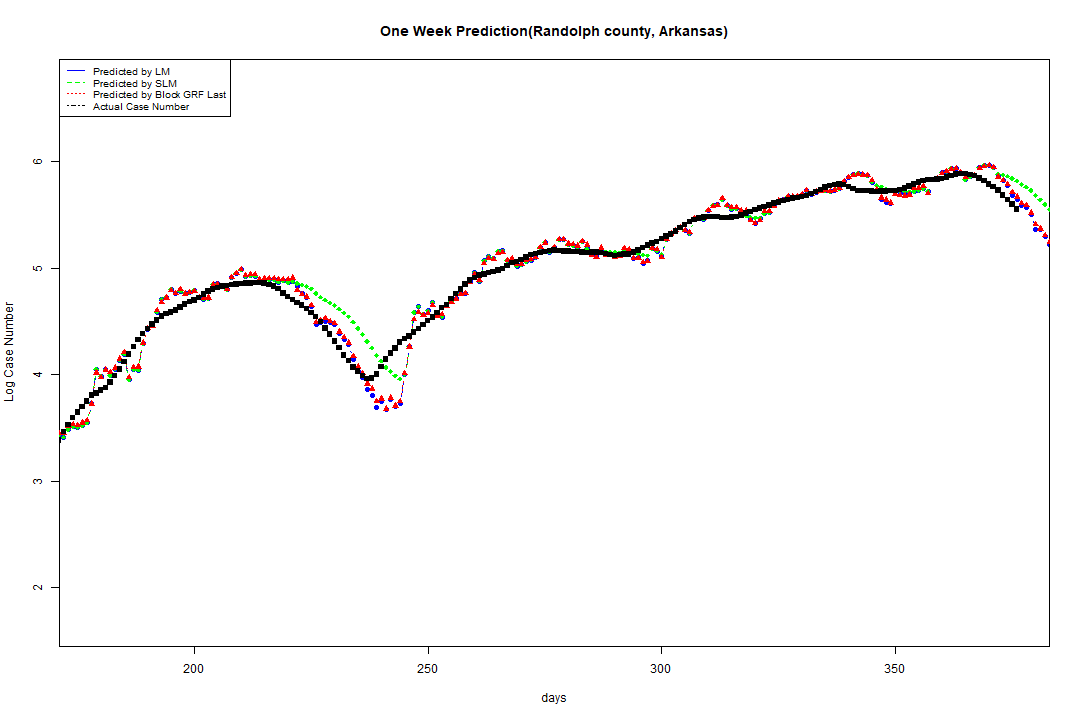 One Week Prediction(Randolph county, Arkansas)
Predicted by LM
Predicted by SLM
Predicted by Block GRF Last
Actual Case Number
6
5
4
3
2
Log Case Number
200
250
300
350
days